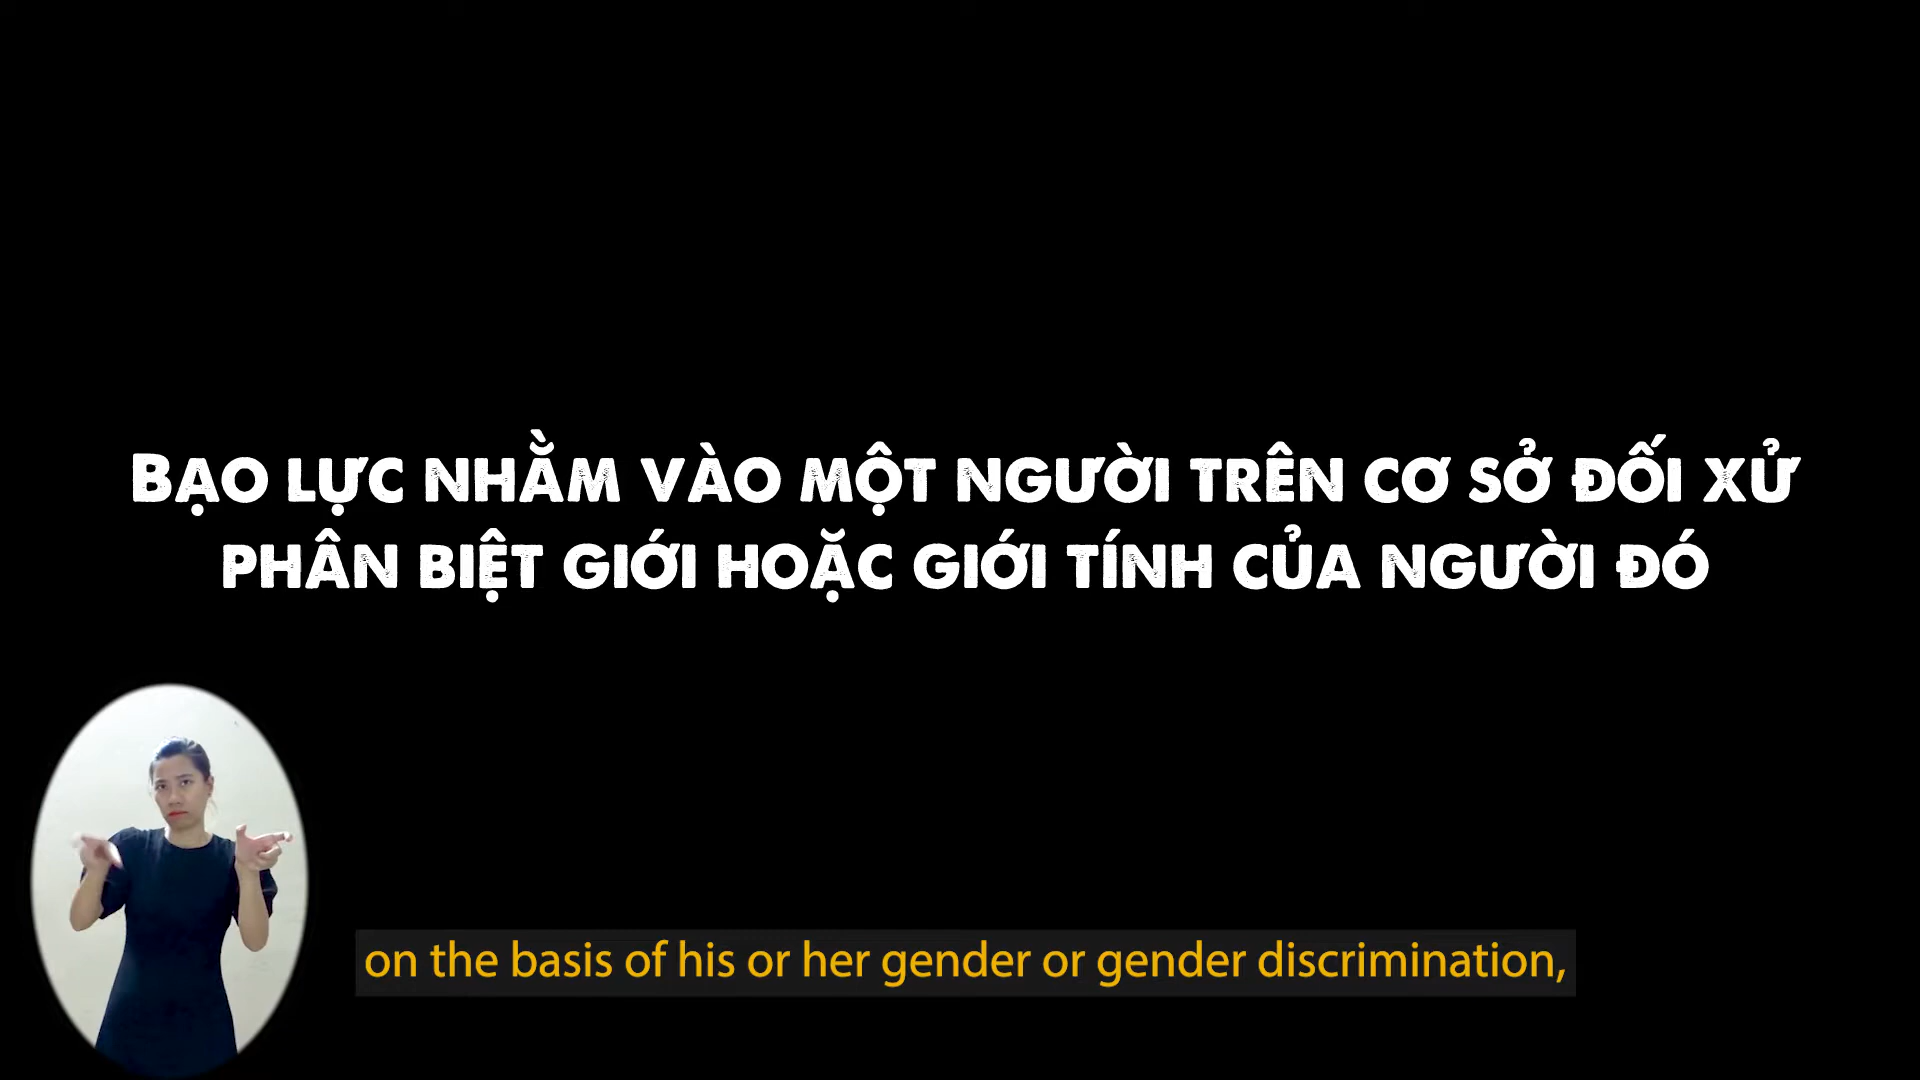 BẠO LỰC NHẰM VÀO MỘT NGƯỜI TRÊN CƠ SỞ ĐỐI XỬ
PHÂN BIỆT GIỚI HOẶC GIỚI TÍNH CỦA NGƯỜI ĐÓ
on the basis of his or her gender or gender discrimination,